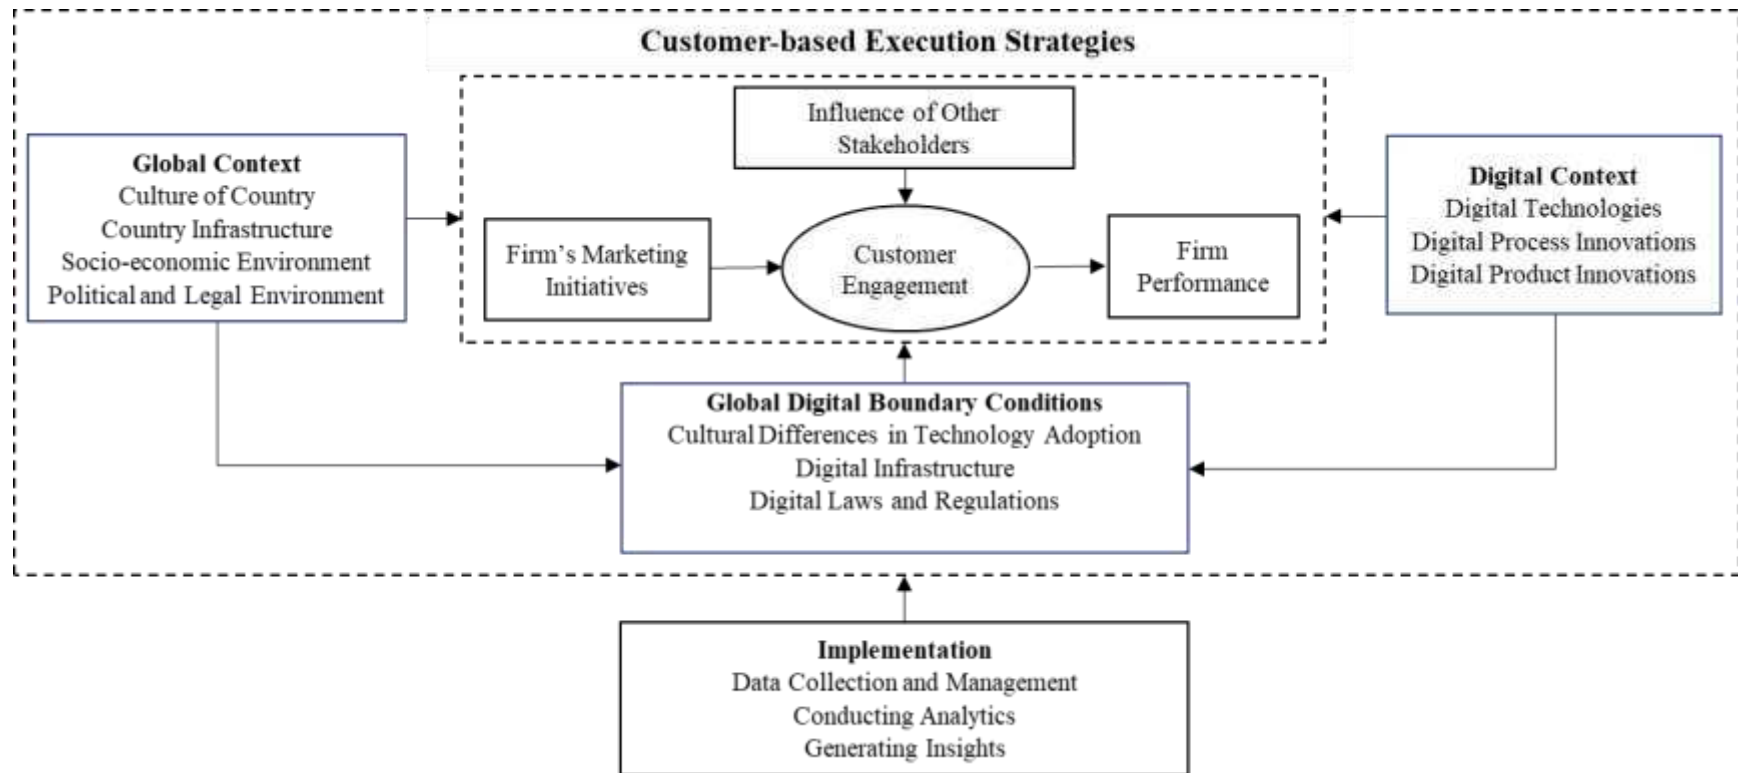 Customer-based Execution Strategies
Influence of Other
Stakeholders
Global Context
Culture of Country
Country Infrastructure
Socio-economic Environment
Political and Legal Environment
Firm’s Marketing
Initiatives
Customer
Engagement
Firm
Performance
Digital Context
Digital Technologies
Digital Process Innovations
Digital Product Innovations
Global Digital Boundary Conditions
Cultural Differences in Technology Adoption
Digital Infrastructure
Digital Laws and Regulations
Implementation
Data Collection and Management
Conducting Analytics
Generating Insights